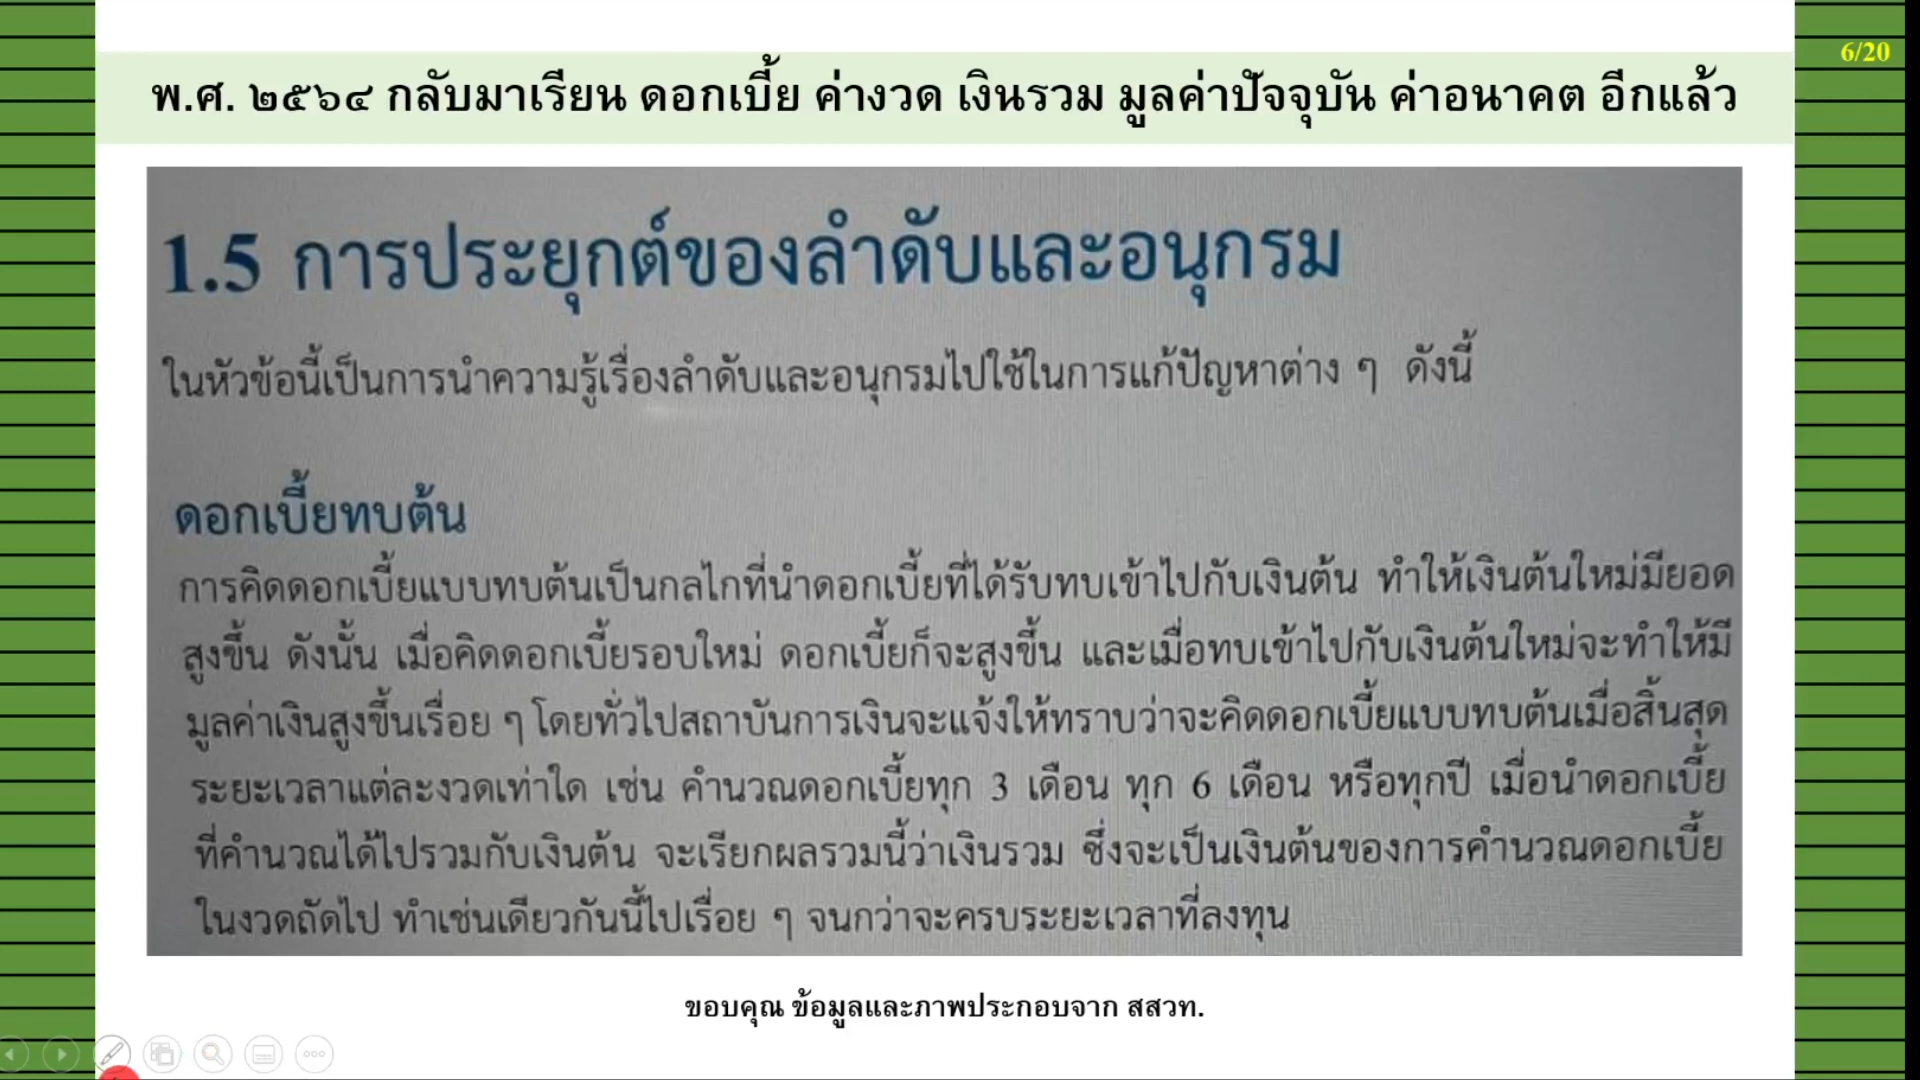 6/20
พ.ศ. ๒๕๖๔ กลับมาเรียน ดอกเบี้ย ค่างวด เงินรวม มูลค่าปัจจุบัน ค่าอนาคต อีกแล้ว
1.5 การประยุกต์ของลำดับและอนุกรม
ในหัวข้อนี้เป็นการนำความรู้เรื่องลำดับและอนุกรมไปใช้ในการแก้ปัญหาต่าง ๆ ดังนี้
ดอกเบี้ยทบต้น
การคิดดอกเบี้ยแบบทบต้นเป็นกลไกที่นำดอกเบี้ยที่ได้รับทบเข้าไปกับเงินต้น ทำให้เงินต้นใหม่มียอด
สูงขึ้น ดังนั้น เมื่อคิดดอกเบี้ยรอบใหม่ ดอกเบี้ยก็จะสูงขึ้น และเมื่อทบเข้าไปกับเงินต้นใหม่จะทำให้มี
มูลค่าเงินสูงขึ้นเรื่อย ๆ โดยทั่วไปสถาบันการเงินจะแจ้งให้ทราบว่าจะคิดดอกเบี้ยแบบทบต้นเมื่อสิ้นสุด
ระยะเวลาแต่ละงวดเท่าใด เช่น คำนวณดอกเบี้ยทุก 3 เดือน ทุก 6 เดือน หรือทุกปี เมื่อนำดอกเบี้ย
ที่คำนวณได้ไปรวมกับเงินต้น จะเรียกผลรวมนี้ว่าเงินรวม ซึ่งจะเป็นเงินต้นของการคำนวณดอกเบี้ย
ในงวดถัดไป ทำเช่นเดียวกันนี้ไปเรื่อย ๆ จนกว่าจะครบระยะเวลาที่ลงทุน
ขอบคุณ ข้อมูลและภาพประกอบจาก สสวท.